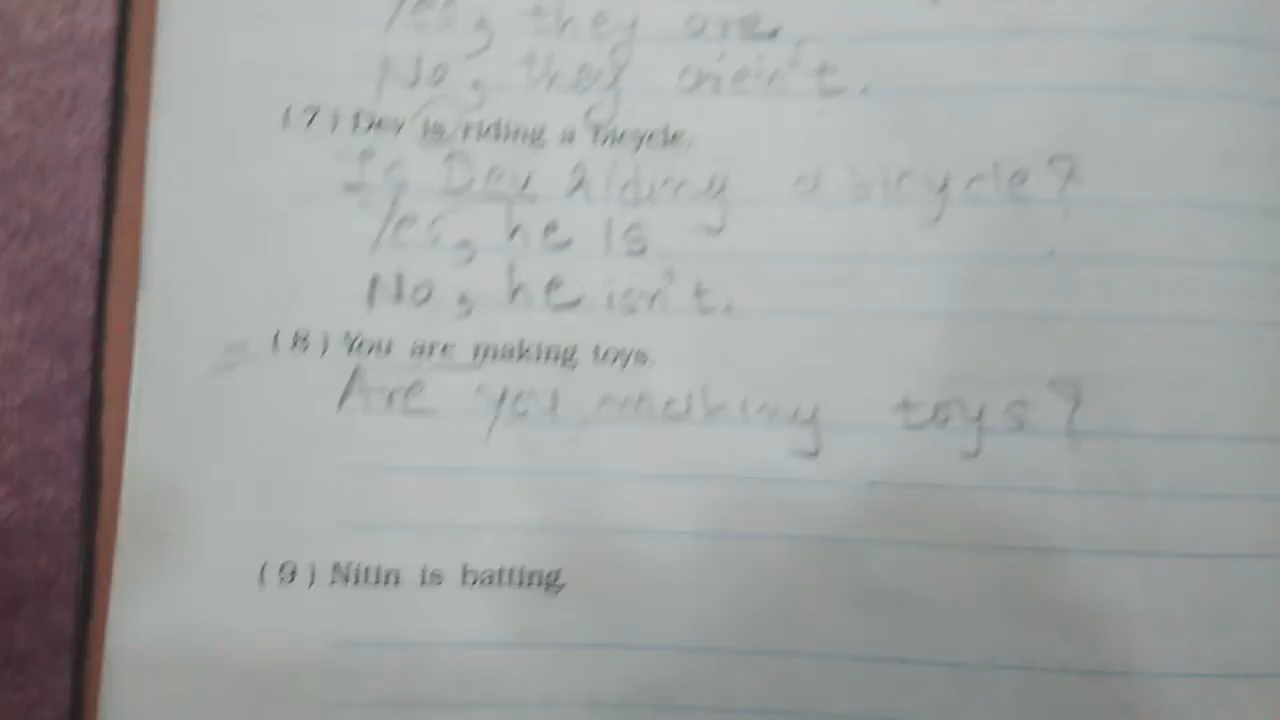 Yes, they are.
No, they aren't.
(7) Dev is riding a bicycle.
Is Dev riding a bicycle?
Yes, he is
No, he isn't.
(8) You are making toys.
Are you making toys?
(9) Nitin is batting.